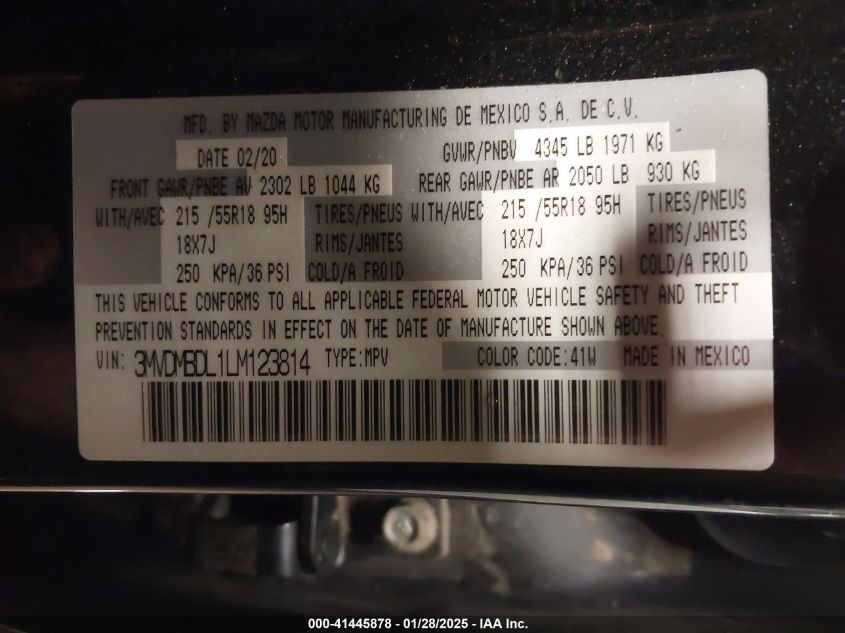 MFD. BY MAZDA MOTOR MANUFACTURING DE MEXICO S.A. DE C.V.
DATE 02/20 GVWR/PNBV 4345 LB 1971 KG
FRONT GAWR/PNBE AV 2302 LB 1044 KG REAR GAWR/PNBE AR 2050 LB 930 KG
WITH/AVEC 215 /55R18 95H TIRES/PNEUS WITH/AVEC 215 /55R18 95H TIRES/PNEUS
18X7J RIMS/JANTES 18X7J RIMS/JANTES
250 KPA/36 PSI COLD/A FROID 250 KPA/36 PSI COLD/A FROID
THIS VEHICLE CONFORMS TO ALL APPLICABLE FEDERAL MOTOR VEHICLE SAFETY AND THEFT
PREVENTION STANDARDS IN EFFECT ON THE DATE OF MANUFACTURE SHOWN ABOVE.
VIN: 3MVDMBDL1LM123814 TYPE:MPV COLOR CODE:41W MADE IN MEXICO
000-41445878 - 01/28/2025 - IAA Inc.